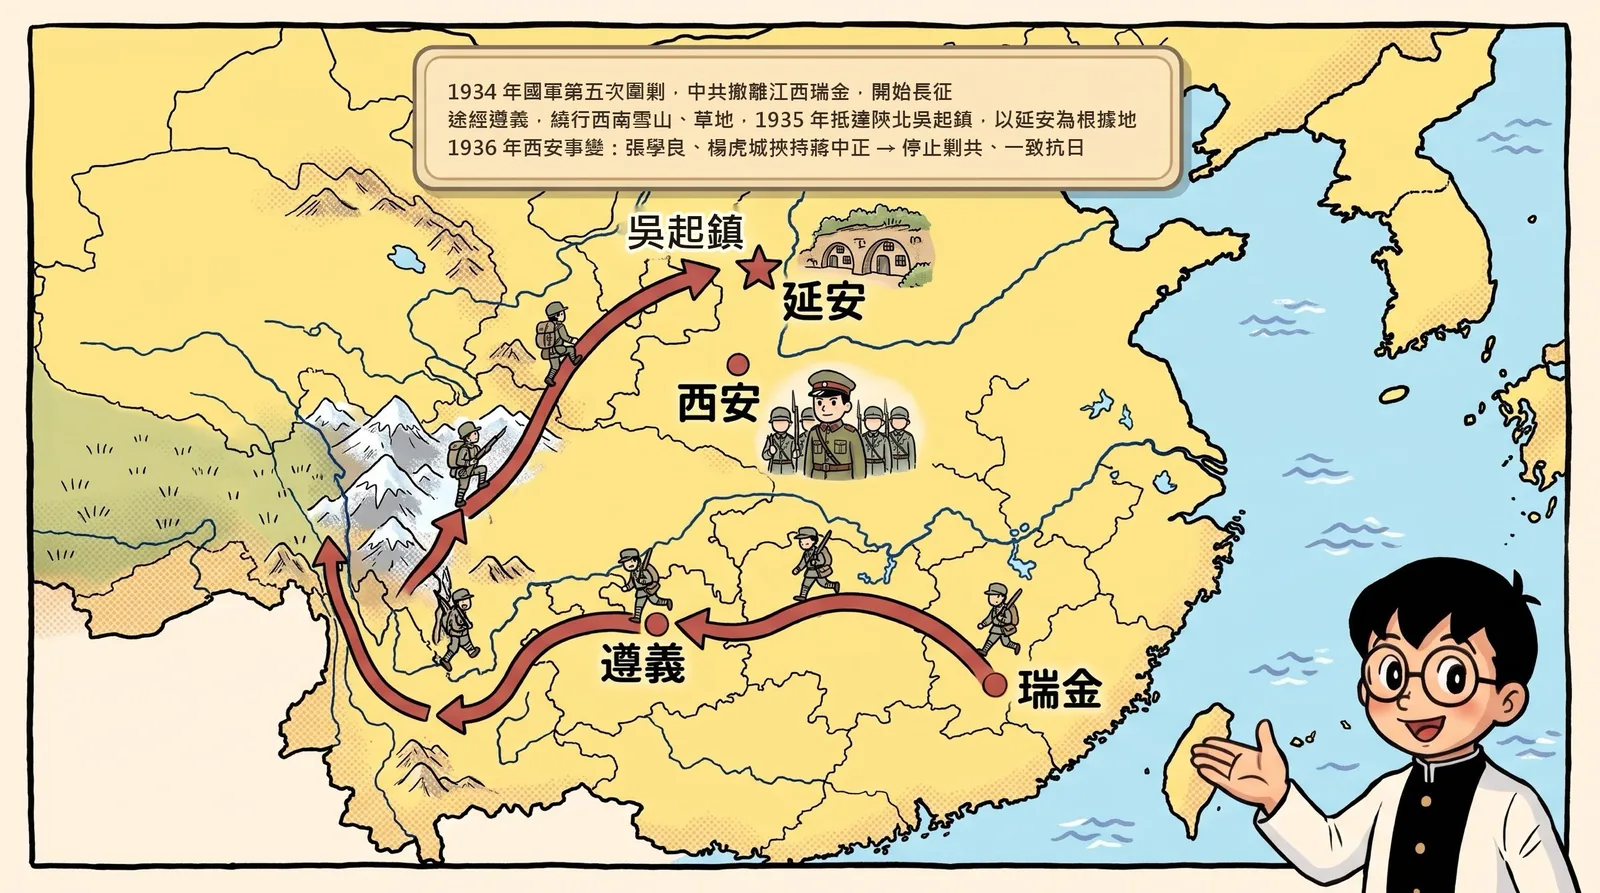 1934 年國軍第五次圍剿，中共撤離江西瑞金，開始長征
途經遵義，繞行西南雪山、草地，1935 年抵達陝北吳起鎮，以延安為根據地
1936 年西安事變：張學良、楊虎城挾持蔣中正 → 停止剿共、一致抗日
吳起鎮
延安
西安
遵義
瑞金